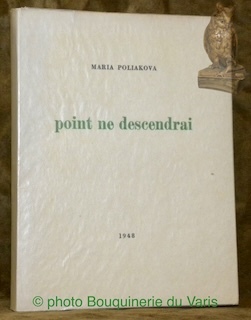 MARIA POLIAKOVA
point ne descendrai
1948
© photo Bouquinerie du Varis